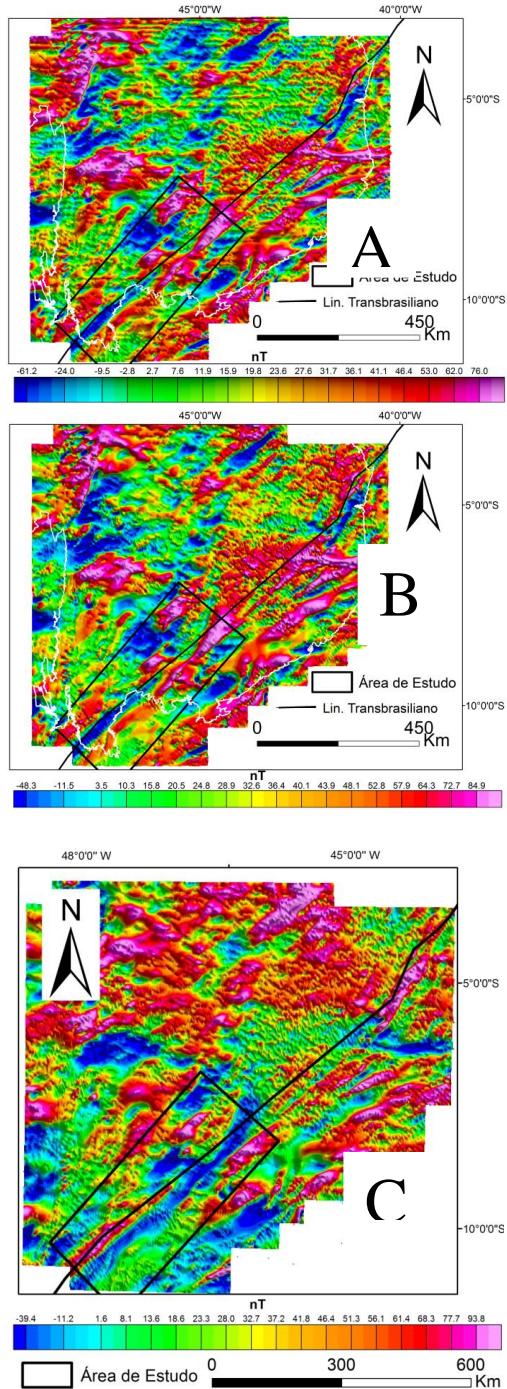 45°0'0"W 40°0'0"W
N
5°0'0"S
A
Área de Estudo
10°0'0"S
Lin. Transbrasiliano
0 450
Km
nT
-61.2 -24.0 -9.5 -2.8 2.7 7.6 11.9 15.9 19.8 23.6 27.6 31.7 36.1 41.1 46.4 53.0 62.0 76.0
45°0'0"W 40°0'0"W
N
5°0'0"S
B
Área de Estudo
10°0'0"S
Lin. Transbrasiliano
0 450
Km
nT
-48.3 -11.5 3.5 10.3 15.8 20.5 24.8 28.9 32.6 36.4 40.1 43.9 48.1 52.8 57.9 64.3 72.7 84.9
48°0'0" W 45°0'0 W
N
5°0'0"S
C
10°0'0"S
nT
-39.4 -11.2 1.6 8.1 13.6 18.6 23.3 28.0 32.7 37.2 41.8 46.4 51.3 56.1 61.4 68.3 77.7 93.8
Área de Estudo 0 300 600
Km